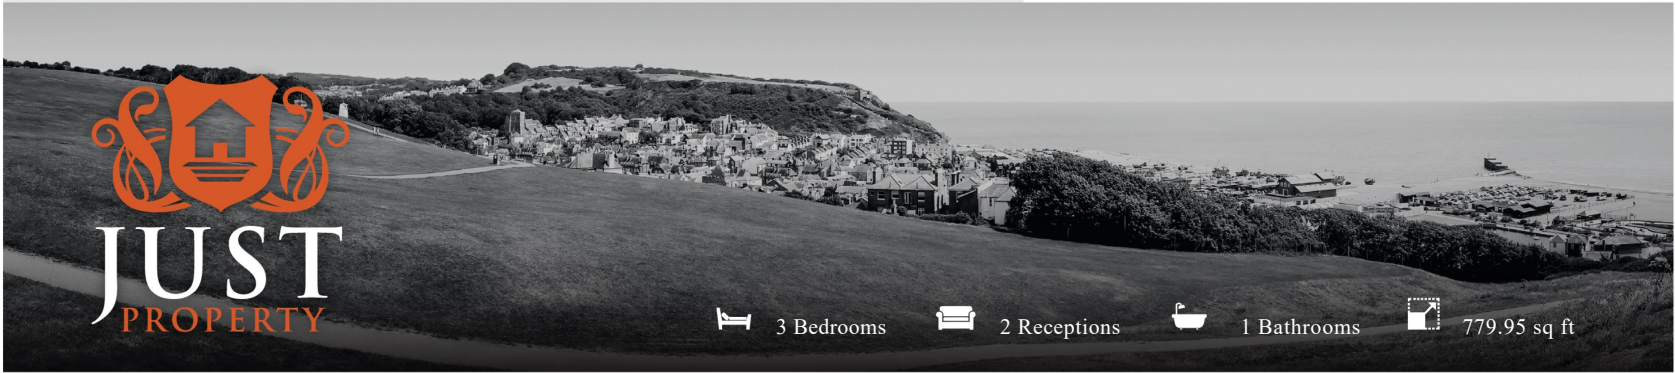 JUST
PROPERTY
3 Bedrooms
2 Receptions
1 Bathrooms
779.95 sq ft